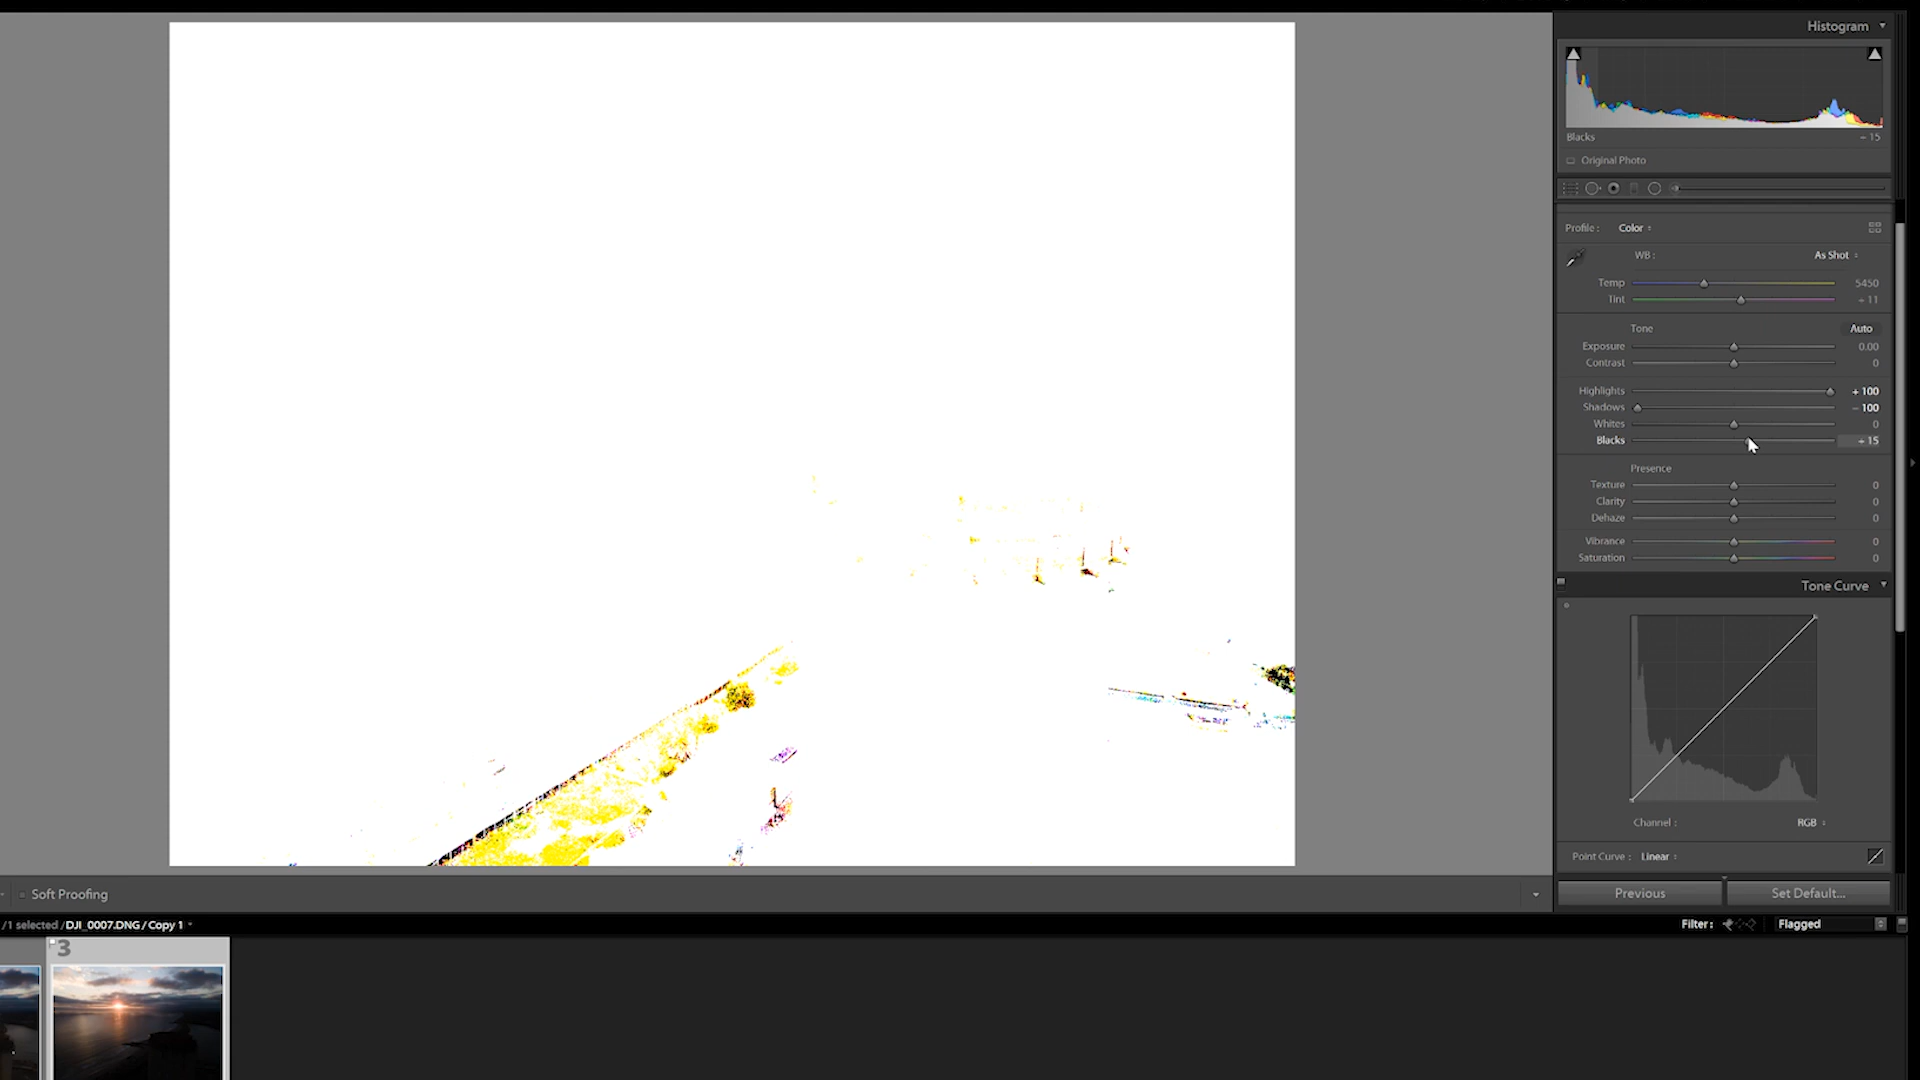 Histogram
Blacks + 15
Original Photo
Profile : Color
WB : As Shot
Temp 5450
Tint + 11
Tone Auto
Exposure 0.00
Contrast 0
Highlights + 100
Shadows – 100
Whites 0
Blacks + 15
Presence
Texture 0
Clarity 0
Dehaze 0
Vibrance 0
Saturation 0
Tone Curve
Channel : RGB
Point Curve : Linear
Soft Proofing
Previous Set Default...
/1 selected / DJI_0007.DNG / Copy 1
Filter : Flagged
3